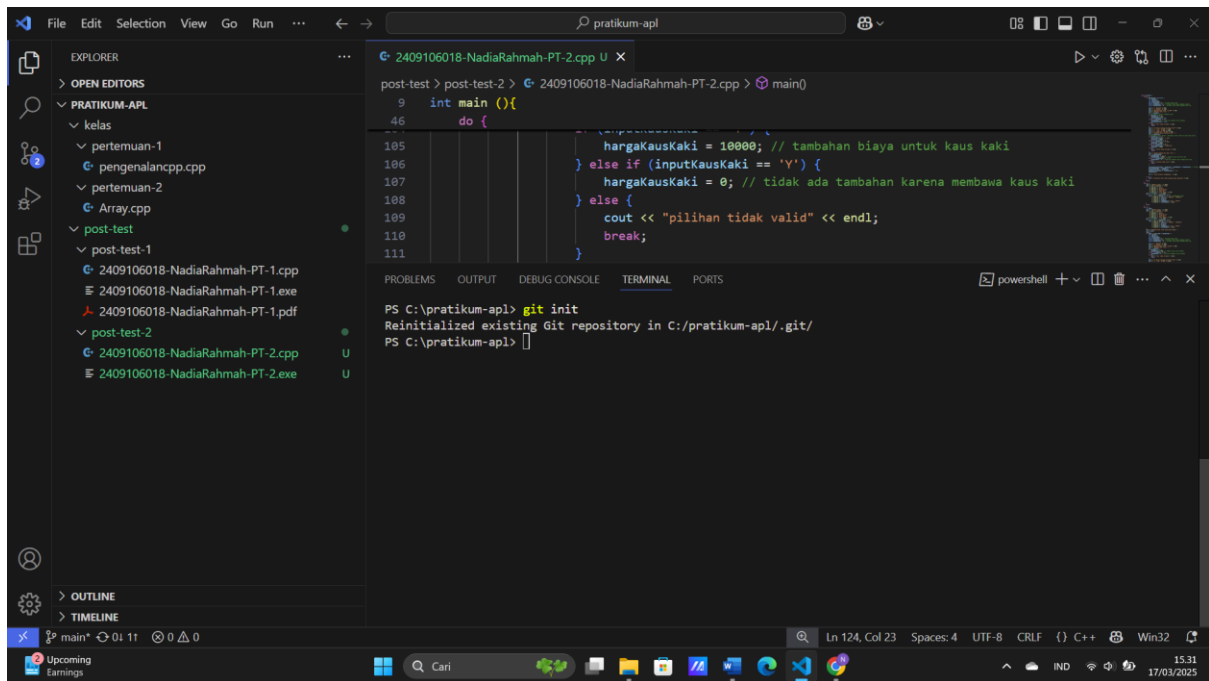 File Edit Selection View Go Run ··· ← → pratikum-apl
EXPLORER ···
OPEN EDITORS
PRATIKUM-APL
kelas
pertemuan-1
pengenalancpp.cpp
pertemuan-2
Array.cpp
post-test
post-test-1
2409106018-NadiaRahmah-PT-1.cpp
2409106018-NadiaRahmah-PT-1.exe
2409106018-NadiaRahmah-PT-1.pdf
post-test-2
2409106018-NadiaRahmah-PT-2.cpp U
2409106018-NadiaRahmah-PT-2.exe U
OUTLINE
TIMELINE
2
2409106018-NadiaRahmah-PT-2.cpp U ×
post-test > post-test-2 > 2409106018-NadiaRahmah-PT-2.cpp > main()
9 int main (){
46 do {
105 hargaKausKaki = 10000; // tambahan biaya untuk kaus kaki
106 } else if (inputKausKaki == 'Y') {
107 hargaKausKaki = 0; // tidak ada tambahan karena membawa kaus kaki
108 } else {
109 cout << "pilihan tidak valid" << endl;
110 break;
111 }
PROBLEMS OUTPUT DEBUG CONSOLE TERMINAL PORTS powershell
PS C:\pratikum-apl> git init
Reinitialized existing Git repository in C:/pratikum-apl/.git/
PS C:\pratikum-apl>
main* 0↓ 1↑ 0 0 Ln 124, Col 23 Spaces: 4 UTF-8 CRLF {} C++ Win32
2 Upcoming
Earnings
Cari
IND
15.31
17/03/2025